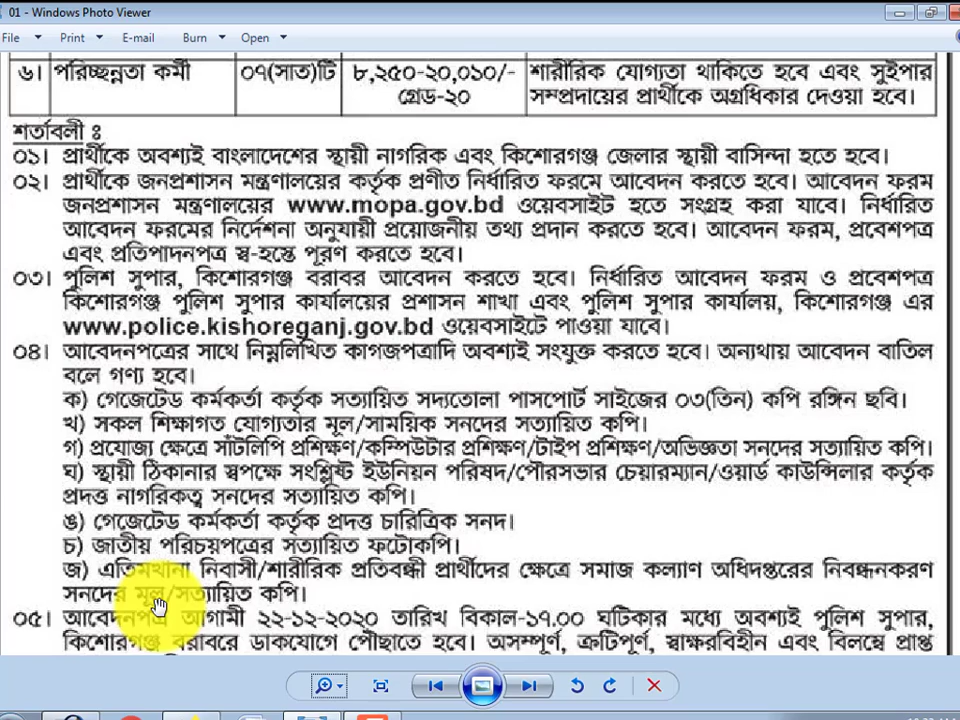 01 - Windows Photo Viewer
File Print E-mail Burn Open
৬। পরিচ্ছন্নতা কর্মী ০৭(সাত)টি ৮,২৫০-২০,০১০/- শারীরিক যোগ্যতা থাকিতে হবে এবং সুইপার
গ্রেড-২০ সম্প্রদায়ের প্রার্থীকে অগ্রধিকার দেওয়া হবে।
শর্তাবলী ঃ
০১। প্রার্থীকে অবশ্যই বাংলাদেশের স্থায়ী নাগরিক এবং কিশোরগঞ্জ জেলার স্থায়ী বাসিন্দা হতে হবে।
০২। প্রার্থীকে জনপ্রশাসন মন্ত্রণালয়ের কর্তৃক প্রণীত নির্ধারিত ফরমে আবেদন করতে হবে। আবেদন ফরম
জনপ্রশাসন মন্ত্রণালয়ের www.mopa.gov.bd ওয়েবসাইট হতে সংগ্রহ করা যাবে। নির্ধারিত
আবেদন ফরমের নির্দেশনা অনুযায়ী প্রয়োজনীয় তথ্য প্রদান করতে হবে। আবেদন ফরম, প্রবেশপত্র
এবং প্রতিপাদনপত্র স্ব-হস্তে পূরণ করতে হবে।
০৩। পুলিশ সুপার, কিশোরগঞ্জ বরাবর আবেদন করতে হবে। নির্ধারিত আবেদন ফরম ও প্রবেশপত্র
কিশোরগঞ্জ পুলিশ সুপার কার্যালয়ের প্রশাসন শাখা এবং পুলিশ সুপার কার্যালয়, কিশোরগঞ্জ এর
www.police.kishoreganj.gov.bd ওয়েবসাইটে পাওয়া যাবে।
০৪। আবেদনপত্রের সাথে নিম্নলিখিত কাগজপত্রাদি অবশ্যই সংযুক্ত করতে হবে। অন্যথায় আবেদন বাতিল
বলে গণ্য হবে।
ক) গেজেটেড কর্মকর্তা কর্তৃক সত্যায়িত সদ্যতোলা পাসপোর্ট সাইজের ০৩(তিন) কপি রঙ্গিন ছবি।
খ) সকল শিক্ষাগত যোগ্যতার মূল/সাময়িক সনদের সত্যায়িত কপি।
গ) প্রযোজ্য ক্ষেত্রে সাঁটলিপি প্রশিক্ষণ/কম্পিউটার প্রশিক্ষণ/টাইপ প্রশিক্ষণ/অভিজ্ঞতা সনদের সত্যায়িত কপি।
ঘ) স্থায়ী ঠিকানার স্বপক্ষে সংশ্লিষ্ট ইউনিয়ন পরিষদ/পৌরসভার চেয়ারম্যান/ওয়ার্ড কাউন্সিলার কর্তৃক
প্রদত্ত নাগরিকত্ব সনদের সত্যায়িত কপি।
ঙ) গেজেটেড কর্মকর্তা কর্তৃক প্রদত্ত চারিত্রিক সনদ।
চ) জাতীয় পরিচয়পত্রের সত্যায়িত ফটোকপি।
জ) এতিমখানা নিবাসী/শারীরিক প্রতিবন্ধী প্রার্থীদের ক্ষেত্রে সমাজ কল্যাণ অধিদপ্তরের নিবন্ধনকরণ
সনদের মূল/সত্যায়িত কপি।
০৫। আবেদনপত্র আগামী ২২-১২-২০২০ তারিখ বিকাল-১৭.০০ ঘটিকার মধ্যে অবশ্যই পুলিশ সুপার,
কিশোরগঞ্জ বরাবরে ডাকযোগে পৌছাতে হবে। অসম্পূর্ণ, ক্রটিপূর্ণ, স্বাক্ষরবিহীন এবং বিলম্বে প্রাপ্ত